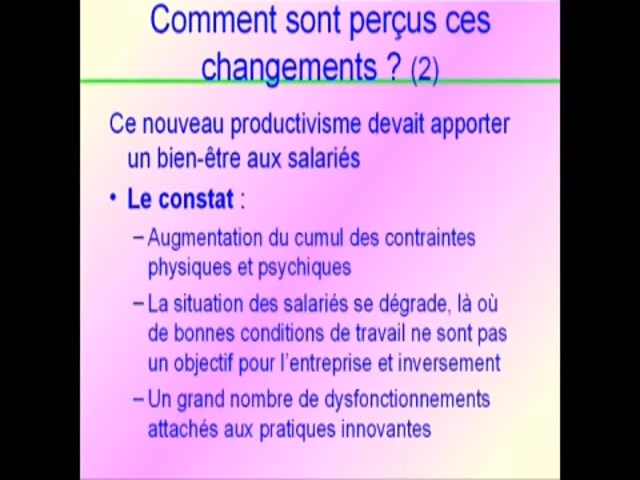 Comment sont perçus ces
changements ? (2)
Ce nouveau productivisme devait apporter
un bien-être aux salariés
• Le constat :
– Augmentation du cumul des contraintes
physiques et psychiques
– La situation des salariés se dégrade, là où
de bonnes conditions de travail ne sont pas
un objectif pour l'entreprise et inversement
– Un grand nombre de dysfonctionnements
attachés aux pratiques innovantes